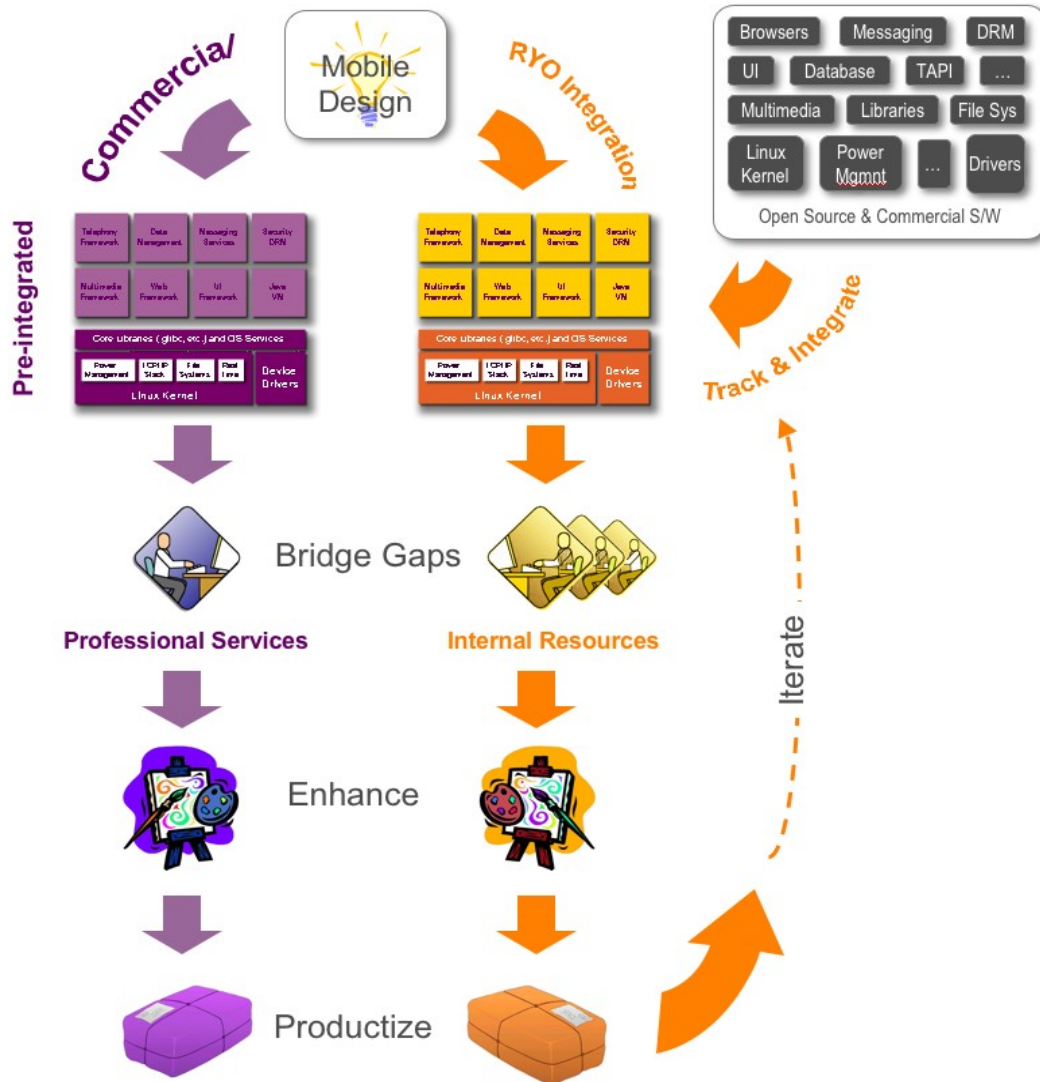 Commercial/
Pre-integrated
Mobile
Design
RYO Integration
Browsers Messaging DRM
UI Database TAPI ...
Multimedia Libraries File Sys
Linux
Kernel
Power
Mgmnt
...
Drivers
Open Source & Commercial S/W
Track & Integrate
Telephony
Framework
Data
Management
Messaging
Services
Security
DRM
Multimedia
Framework
Web
Framework
UI
Framework
Java
VM
Core Libraries (glibc, etc.) and OS Services
Power
Management
TCP/IP
Stack
File
Systems
Real
Time
Device
Drivers
Linux Kernel
Telephony
Framework
Data
Management
Messaging
Services
Security
DRM
Multimedia
Framework
Web
Framework
UI
Framework
Java
VM
Core Libraries (glibc, etc.) and OS Services
Power
Management
TCP/IP
Stack
File
Systems
Real
Time
Device
Drivers
Linux Kernel
Bridge Gaps
Professional Services
Internal Resources
Iterate
Enhance
Productize